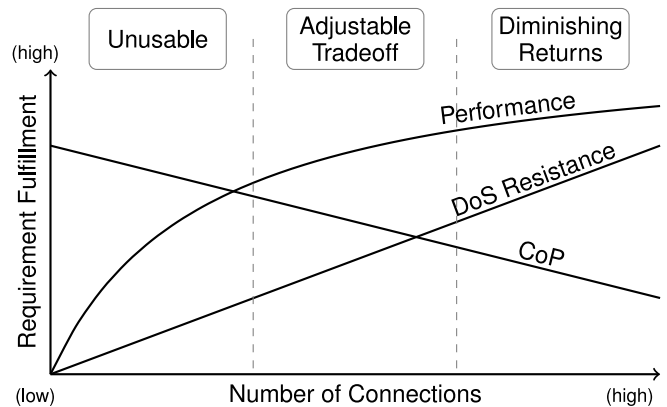 Unusable
Adjustable
Tradeoff
Diminishing
Returns
(high)
Requirement Fulfillment
Performance
DoS Resistance
CoP
(low)
Number of Connections
(high)